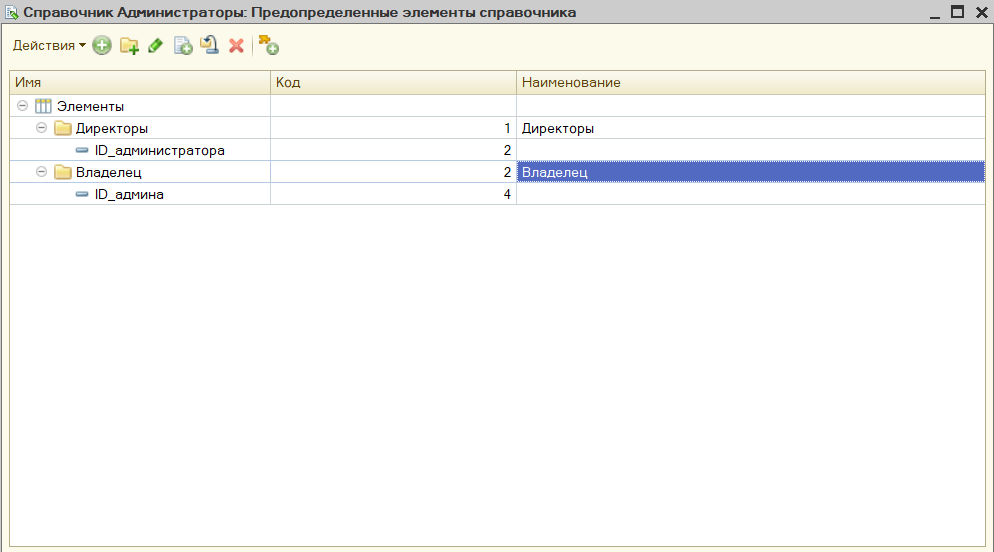 Справочник Администраторы: Предопределенные элементы справочника
Действия
Имя Код Наименование
Элементы
Директоры 1 Директоры
ID_администратора 2
Владелец 2 Владелец
ID_админа 4